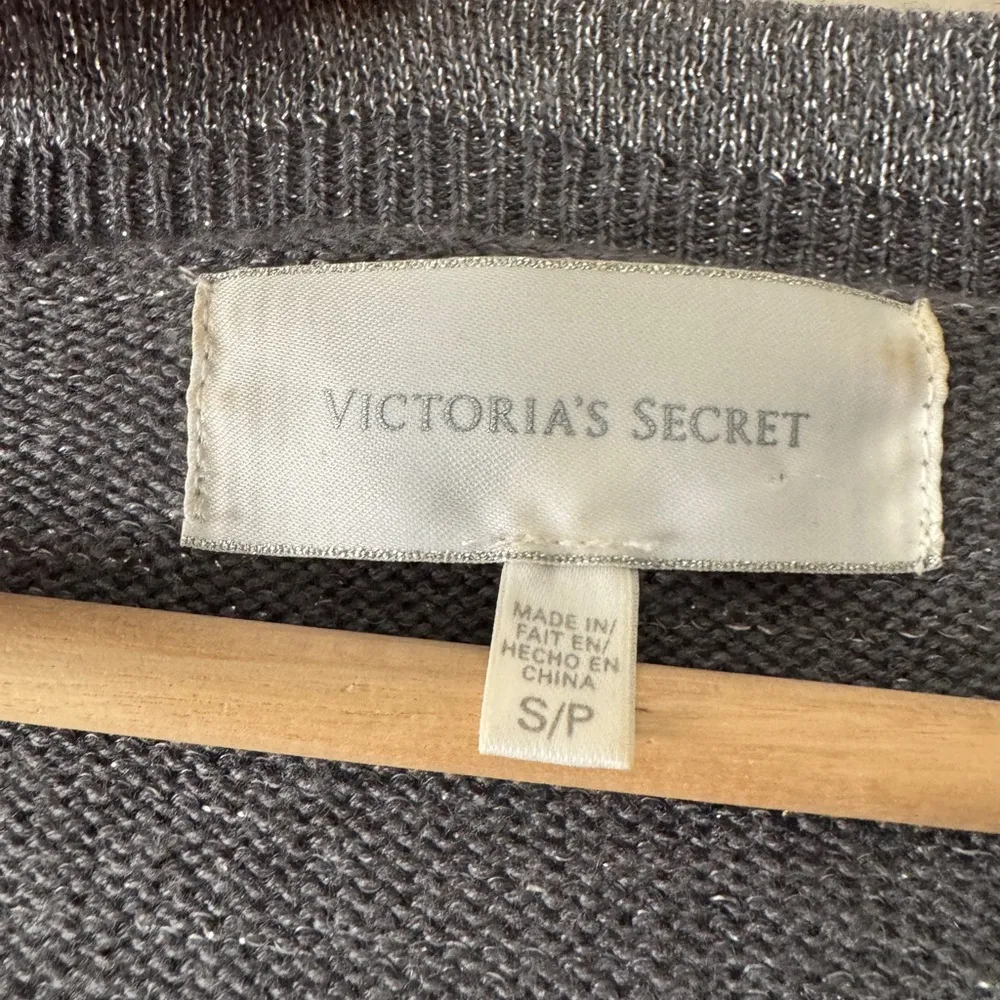 VICTORIA'S SECRET
MADE IN/
FAIT EN/
HECHO EN
CHINA
S/P